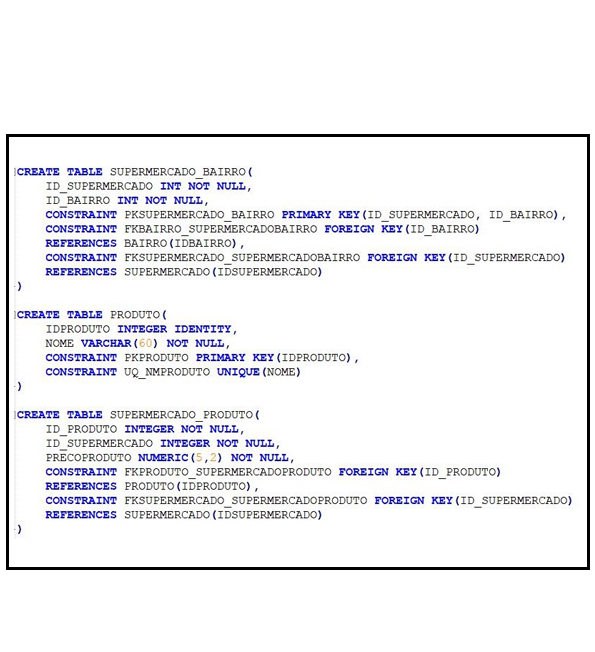 CREATE TABLE SUPERMERCADO_BAIRRO(
ID_SUPERMERCADO INT NOT NULL,
ID_BAIRRO INT NOT NULL,
CONSTRAINT PKSUPERMERCADO_BAIRRO PRIMARY KEY(ID_SUPERMERCADO, ID_BAIRRO),
CONSTRAINT FKBAIRRO_SUPERMERCADOBAIRRO FOREIGN KEY(ID_BAIRRO)
REFERENCES BAIRRO(IDBAIRRO),
CONSTRAINT FKSUPERMERCADO_SUPERMERCADOBAIRRO FOREIGN KEY(ID_SUPERMERCADO)
REFERENCES SUPERMERCADO(IDSUPERMERCADO)
)
CREATE TABLE PRODUTO(
IDPRODUTO INTEGER IDENTITY,
NOME VARCHAR(60) NOT NULL,
CONSTRAINT PKPRODUTO PRIMARY KEY(IDPRODUTO),
CONSTRAINT UQ_NMPRODUTO UNIQUE(NOME)
)
CREATE TABLE SUPERMERCADO_PRODUTO(
ID_PRODUTO INTEGER NOT NULL,
ID_SUPERMERCADO INTEGER NOT NULL,
PRECOPRODUTO NUMERIC(5,2) NOT NULL,
CONSTRAINT FKPRODUTO_SUPERMERCADOPRODUTO FOREIGN KEY(ID_PRODUTO)
REFERENCES PRODUTO(IDPRODUTO),
CONSTRAINT FKSUPERMERCADO_SUPERMERCADOPRODUTO FOREIGN KEY(ID_SUPERMERCADO)
REFERENCES SUPERMERCADO(IDSUPERMERCADO)
)